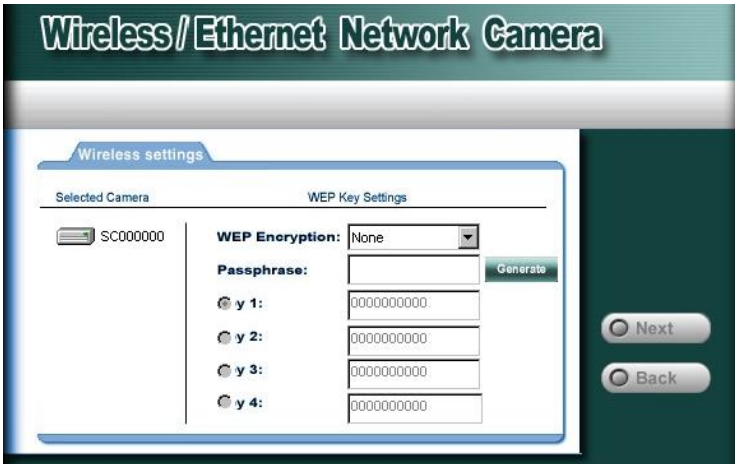 Wireless/Ethernet Network Camera
Wireless settings
Selected Camera WEP Key Settings
SC000000 WEP Encryption: None
Passphrase: Generate
y 1: 0000000000
y 2: 0000000000
Next
y 3: 0000000000
Back
y 4: 0000000000